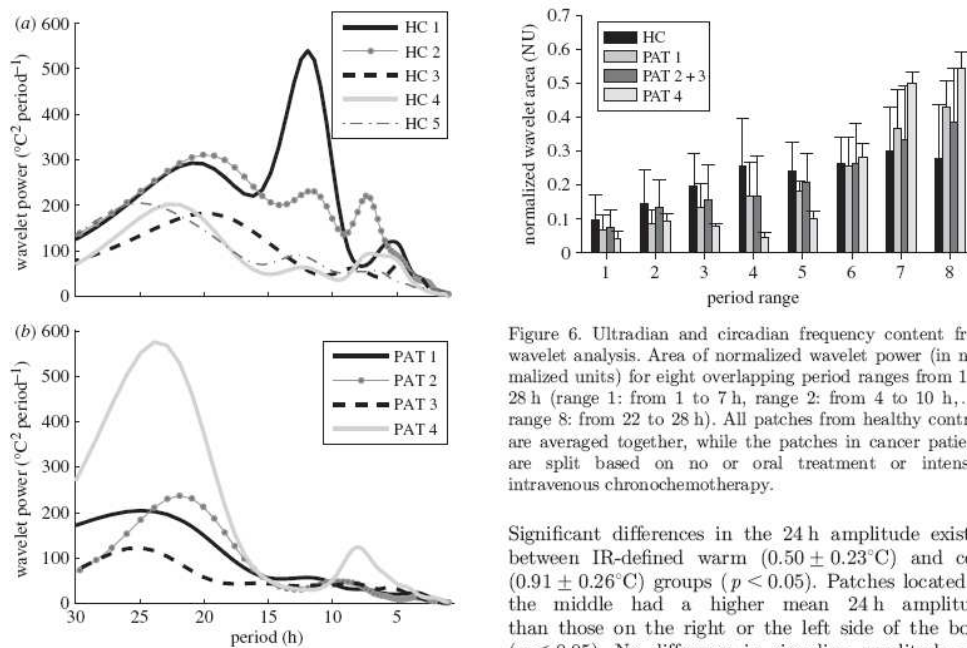 (a) 600
500
400
300
200
100
0
wavelet power (°C² period⁻¹)
HC 1
HC 2
HC 3
HC 4
HC 5
30 25 20 15 10 5
(b) 600
500
400
300
200
100
0
wavelet power (°C² period⁻¹)
PAT 1
PAT 2
PAT 3
PAT 4
30 25 20 15 10 5
period (h)
0.7
0.6
0.5
0.4
0.3
0.2
0.1
0
normalized wavelet area (NU)
HC
PAT 1
PAT 2 + 3
PAT 4
1 2 3 4 5 6 7 8
period range
Figure 6. Ultradian and circadian frequency content fr
wavelet analysis. Area of normalized wavelet power (in n
malized units) for eight overlapping period ranges from 1
28 h (range 1: from 1 to 7 h, range 2: from 4 to 10 h,..
range 8: from 22 to 28 h). All patches from healthy contr
are averaged together, while the patches in cancer patie
are split based on no or oral treatment or intens
intravenous chronochemotherapy.
Significant differences in the 24 h amplitude exist
between IR-defined warm (0.50 ± 0.23°C) and co
(0.91 ± 0.26°C) groups (p < 0.05). Patches located
the middle had a higher mean 24 h amplitu
than those on the right or the left side of the bo